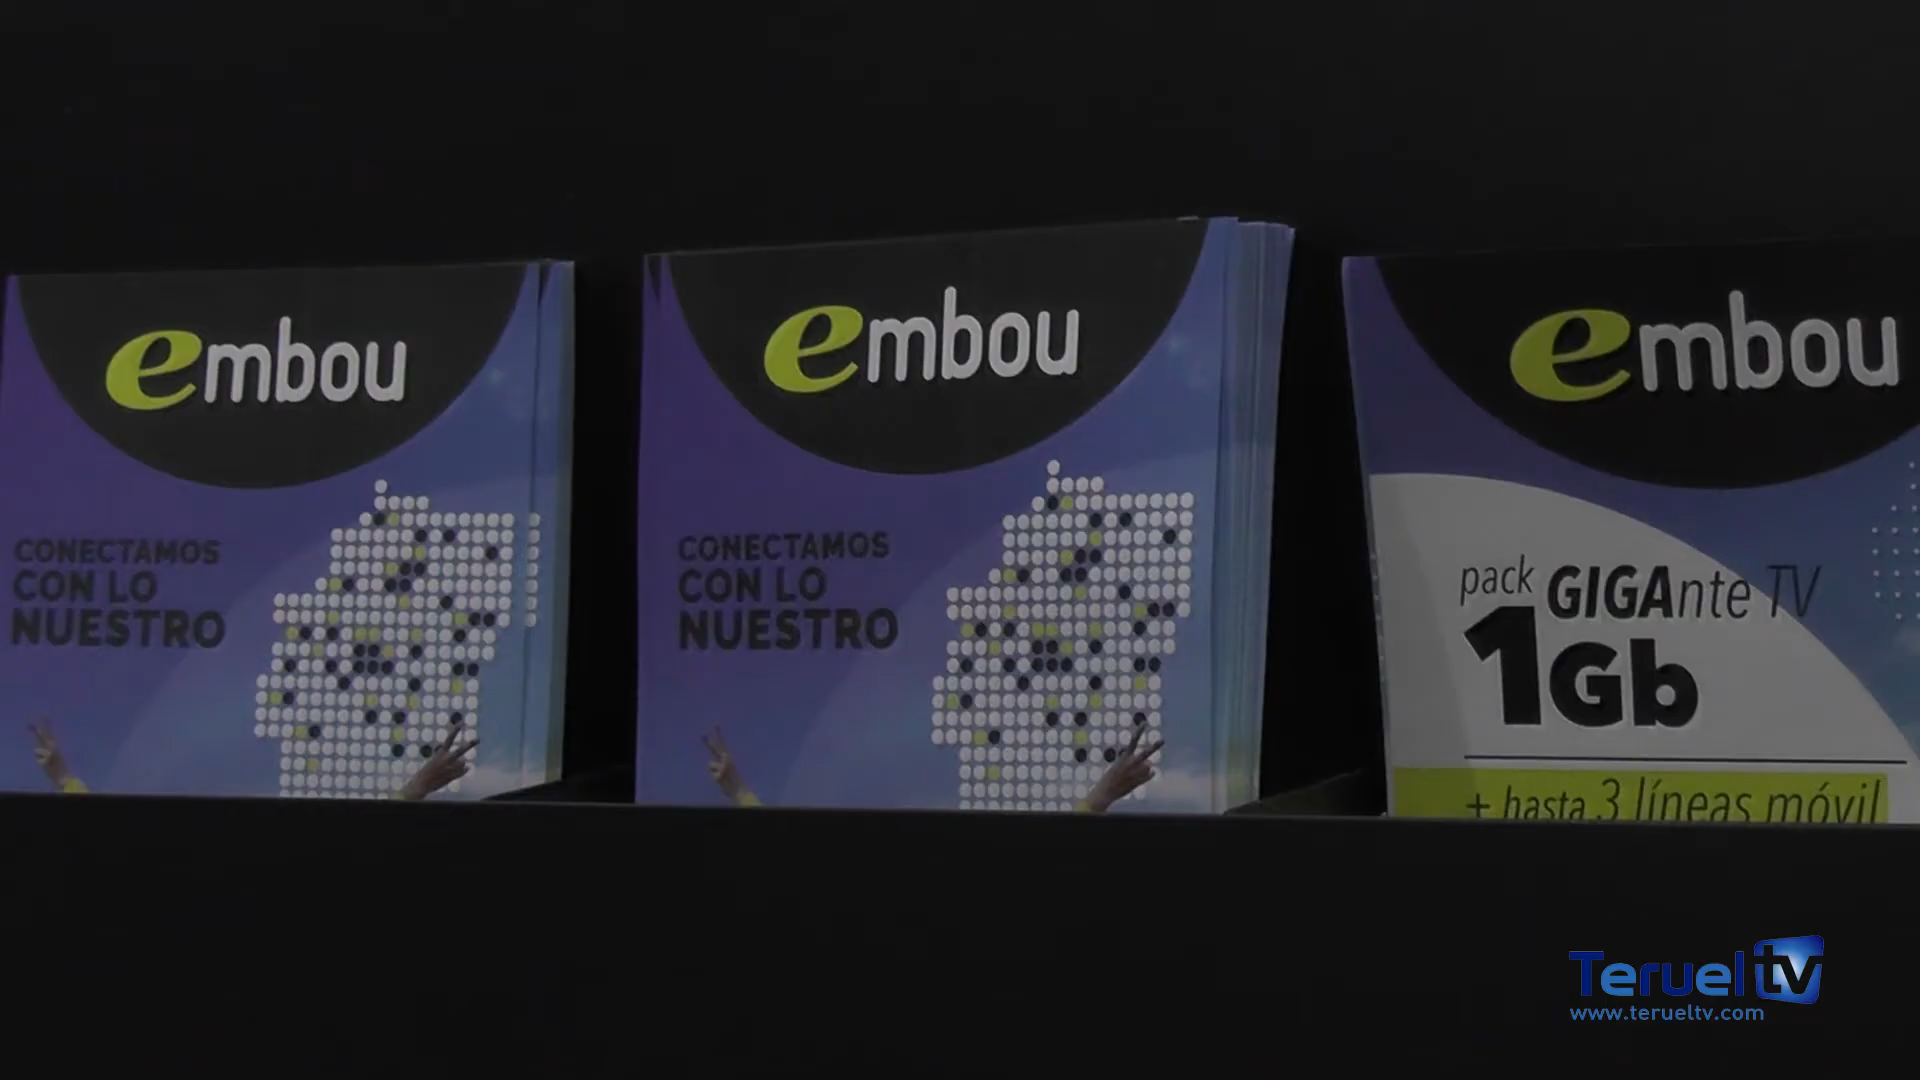 embou
CONECTAMOS
CON LO
NUESTRO
embou
CONECTAMOS
CON LO
NUESTRO
embou
pack GIGAnte TV
1Gb
+ hasta 3 líneas móvil
Teruel tv
www.terueltv.com